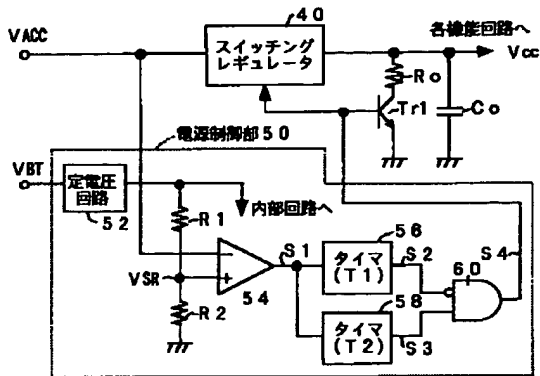 40
各機能回路へ
VACC
スイッチング
レギュレータ
Vcc
Ro
Tr1
Co
電源制御部50
VBT
定電圧
回路
52
内部回路へ
R1
VSR
R2
54
S1
56
タイマ
(T1)
S2
58
タイマ
(T2)
S3
60
S4